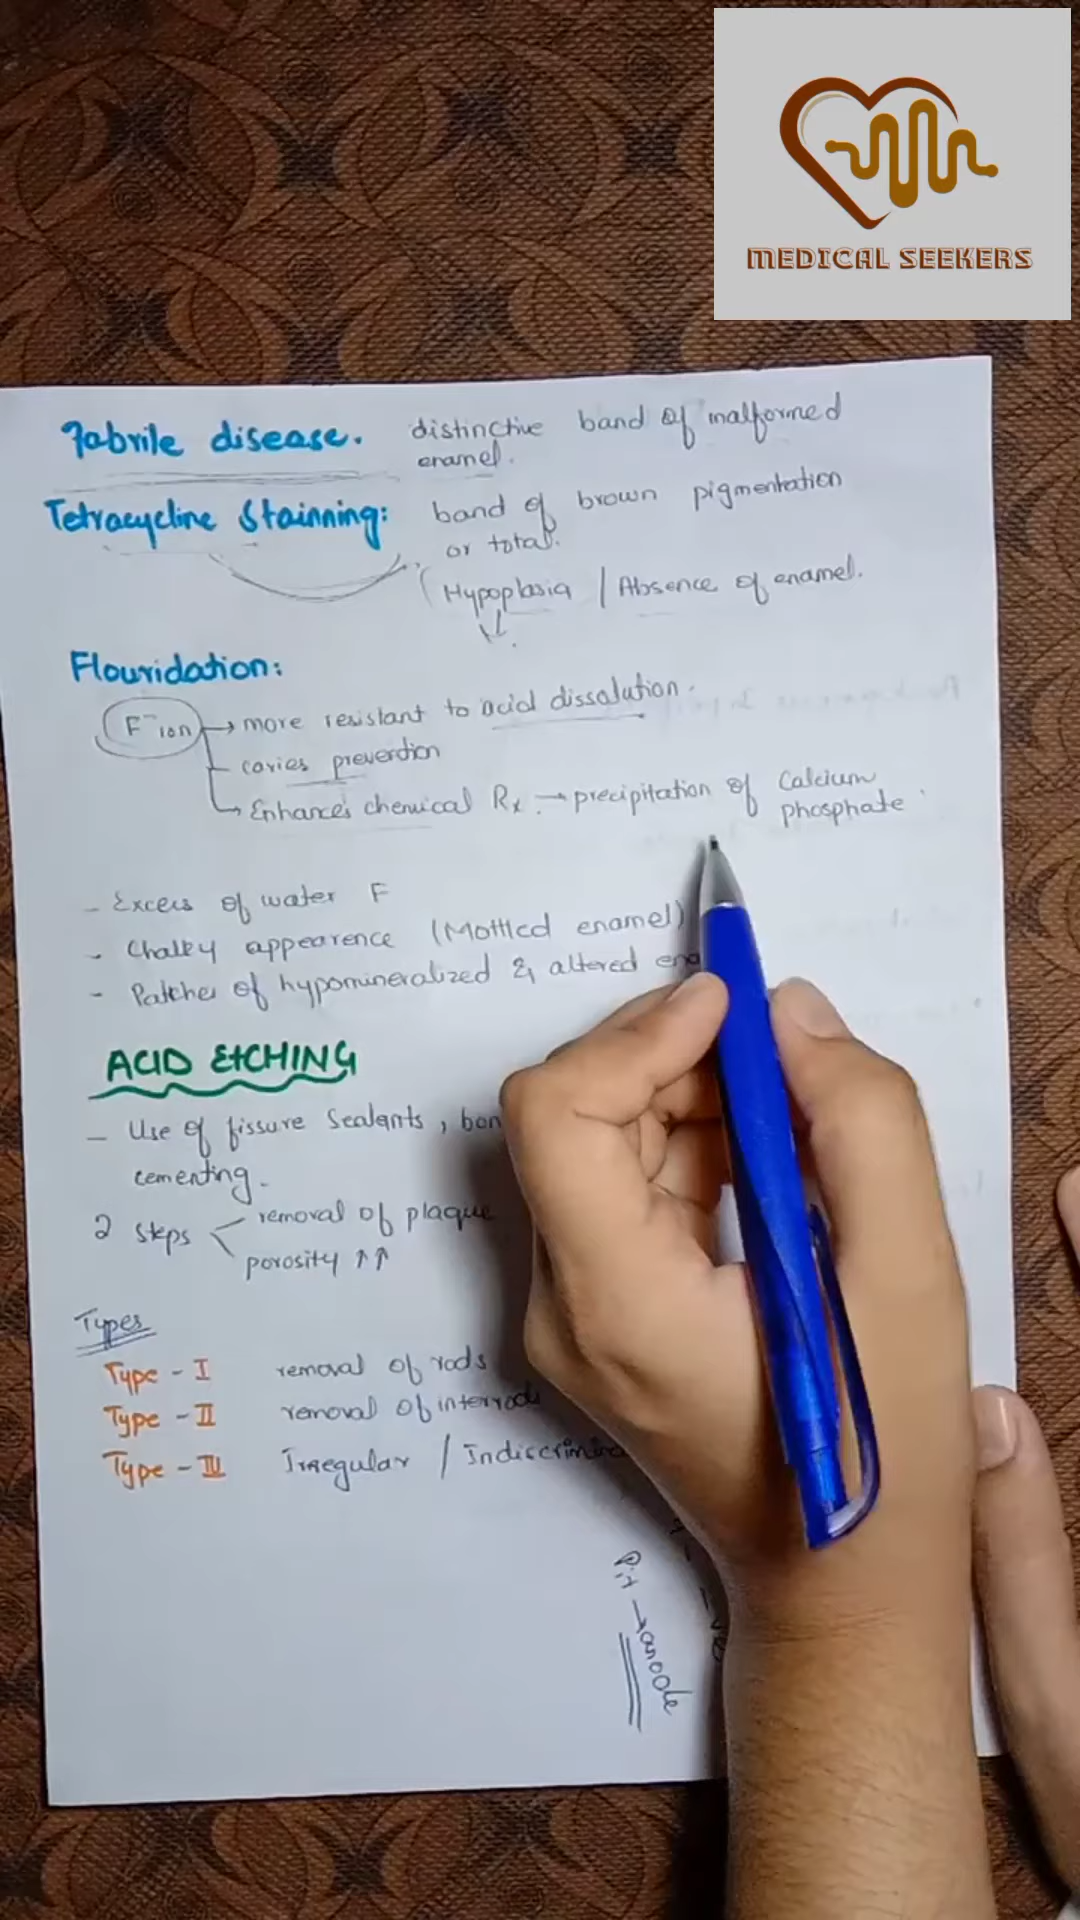 MEDICAL SEEKERS
Fabrile disease. distinctive band of malformed
enamel.
Tetracycline Stainning: band of brown pigmentation
or total.
Hypoplasia / Absence of enamel.
Flouridation:
F⁻ ion → more resistant to acid dissolution.
caries prevention
→ Enhances chemical Rx. → precipitation of Calcium
phosphate
- Excess of water F
- Chalky appearence (Mottled enamel)
- Patches of hypomineralized & altered
ACID EtCHING
- Use of fissure Sealants,
cementing.
2 steps removal of plaque
porosity ↑↑
Types
Type - I removal of rods
Type - II removal of interrods
Type - III Irregular /
Pit → anode